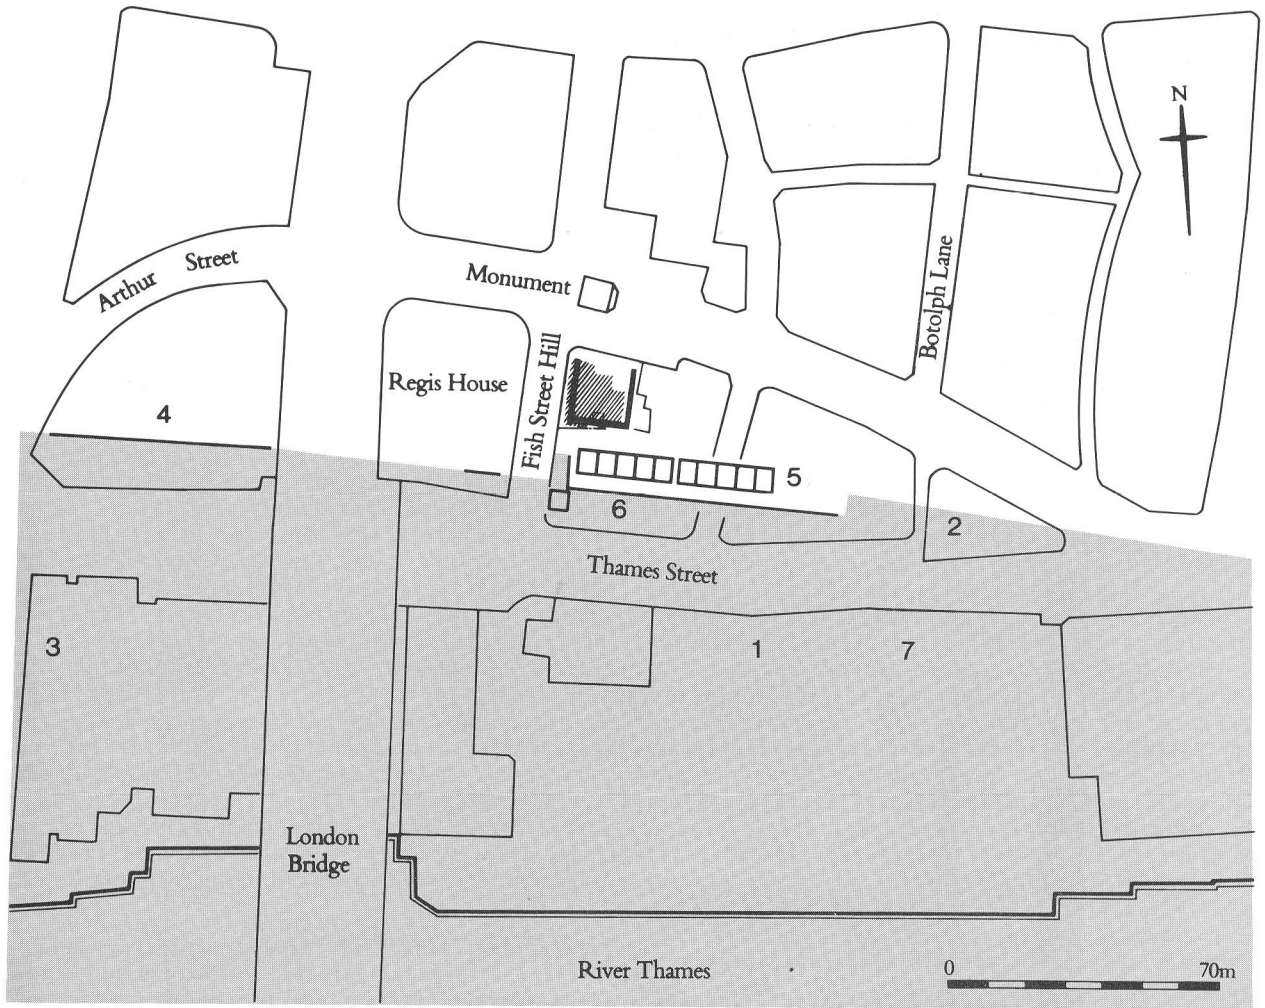 N
Arthur Street
Monument
Botolph Lane
Regis House
Fish Street Hill
4
5
6
2
Thames Street
3
1
7
London
Bridge
River Thames
0
70m